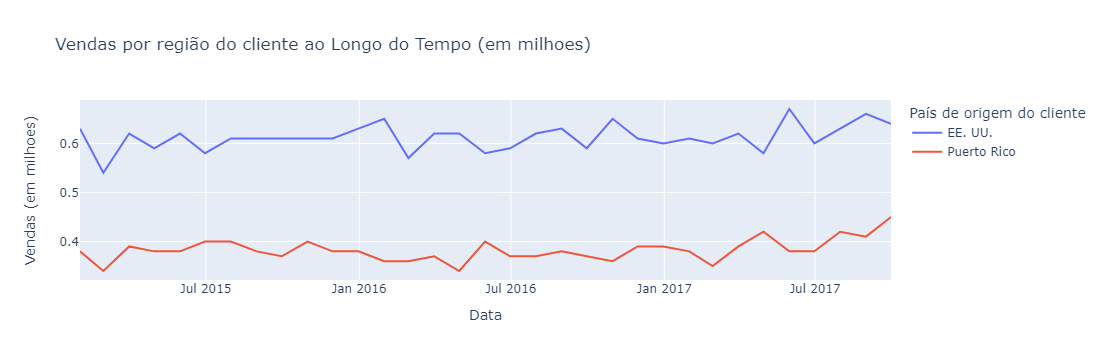 Vendas por região do cliente ao Longo do Tempo (em milhoes)
Vendas (em milhoes)
0.6
0.5
0.4
Jul 2015
Jan 2016
Jul 2016
Jan 2017
Jul 2017
Data
País de origem do cliente
EE. UU.
Puerto Rico